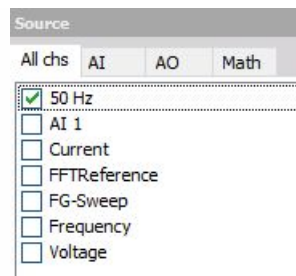 Source
All chs AI AO Math
50 Hz
AI 1
Current
FFTReference
FG-Sweep
Frequency
Voltage